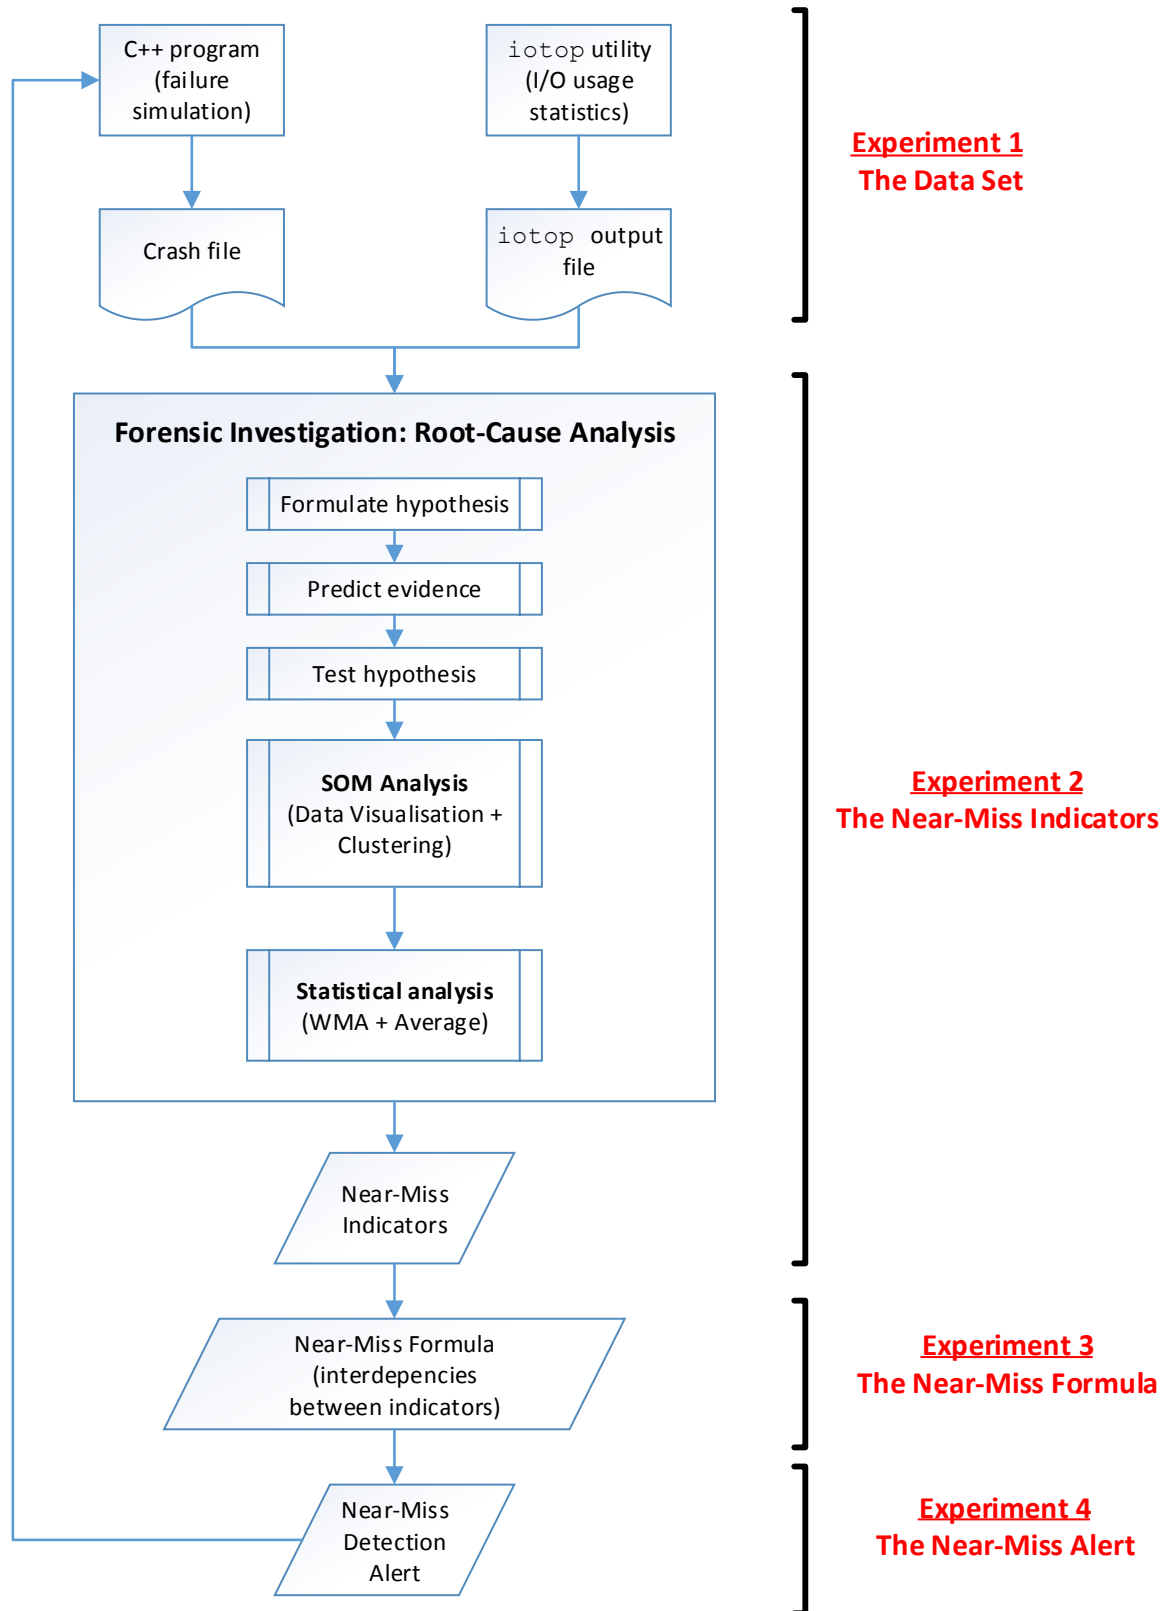 C++ program
(failure
simulation)
iotop utility
(I/O usage
statistics)
Experiment 1
The Data Set
Crash file
iotop output
file
Forensic Investigation: Root-Cause Analysis
Formulate hypothesis
Predict evidence
Test hypothesis
SOM Analysis
(Data Visualisation +
Clustering)
Experiment 2
The Near-Miss Indicators
Statistical analysis
(WMA + Average)
Near-Miss
Indicators
Near-Miss Formula
(interdepencies
between indicators)
Experiment 3
The Near-Miss Formula
Near-Miss
Detection
Alert
Experiment 4
The Near-Miss Alert